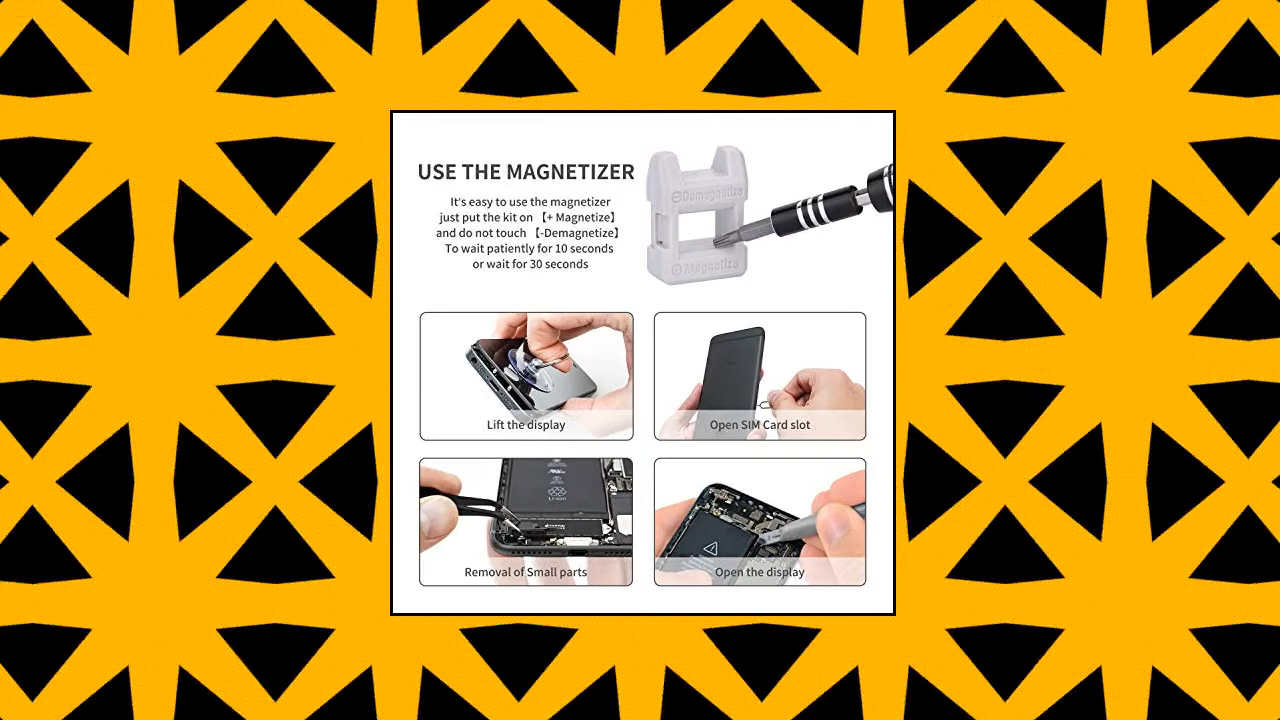 USE THE MAGNETIZER
It's easy to use the magnetizer
just put the kit on 【+ Magnetize】
and do not touch 【-Demagnetize】
To wait patiently for 10 seconds
or wait for 30 seconds
Demagnetize
Magnetize
Lift the display
Open SIM Card slot
Li-ion
Removal of Small parts
Open the display